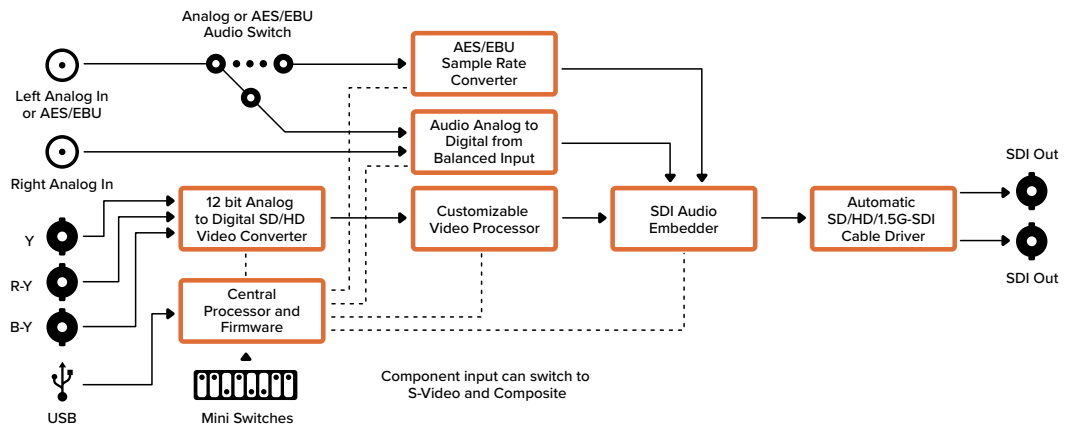 Analog or AES/EBU
Audio Switch
Left Analog In
or AES/EBU
Right Analog In
AES/EBU
Sample Rate
Converter
Audio Analog to
Digital from
Balanced Input
12 bit Analog
to Digital SD/HD
Video Converter
Customizable
Video Processor
SDI Audio
Embedder
Automatic
SD/HD/1.5G-SDI
Cable Driver
SDI Out
SDI Out
Y
R-Y
B-Y
Central
Processor and
Firmware
USB
Mini Switches
Component input can switch to
S-Video and Composite